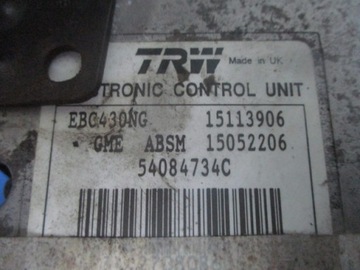 TRW Made in UK
TRONIC CONTROL UNIT
EBC430NG 15113906
GME ABSM 15052206
54084734C